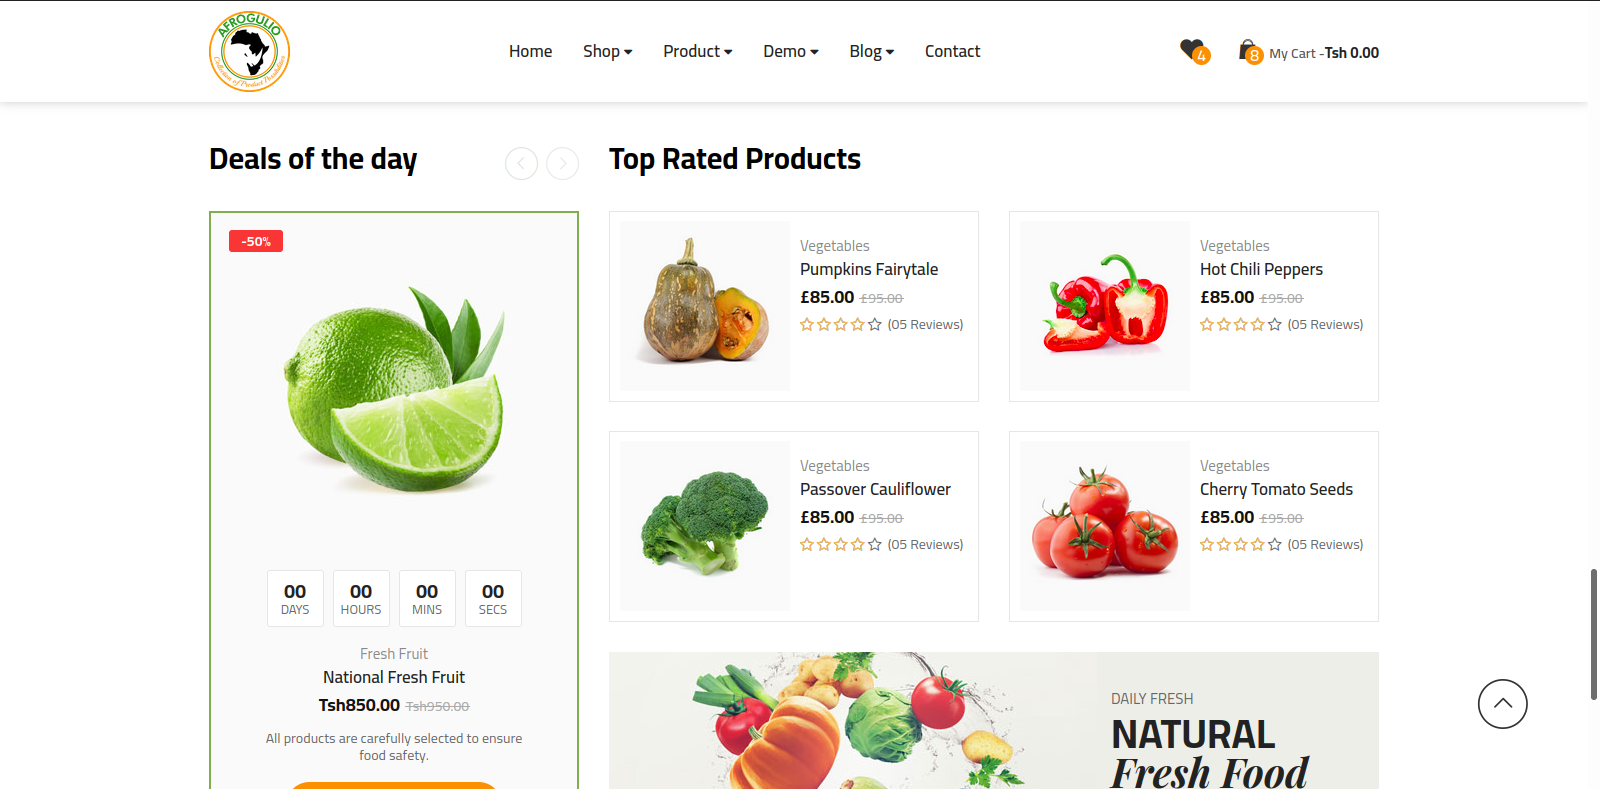 AFROGULIO
Collection of Product Possibilities
Home
Shop
Product
Demo
Blog
Contact
4
8
My Cart -Tsh 0.00
Deals of the day
Top Rated Products
-50%
00
DAYS
00
HOURS
00
MINS
00
SECS
Fresh Fruit
National Fresh Fruit
Tsh850.00 Tsh950.00
All products are carefully selected to ensure
food safety.
Vegetables
Pumpkins Fairytale
£85.00 £95.00
(05 Reviews)
Vegetables
Hot Chili Peppers
£85.00 £95.00
(05 Reviews)
Vegetables
Passover Cauliflower
£85.00 £95.00
(05 Reviews)
Vegetables
Cherry Tomato Seeds
£85.00 £95.00
(05 Reviews)
DAILY FRESH
NATURAL
Fresh Food